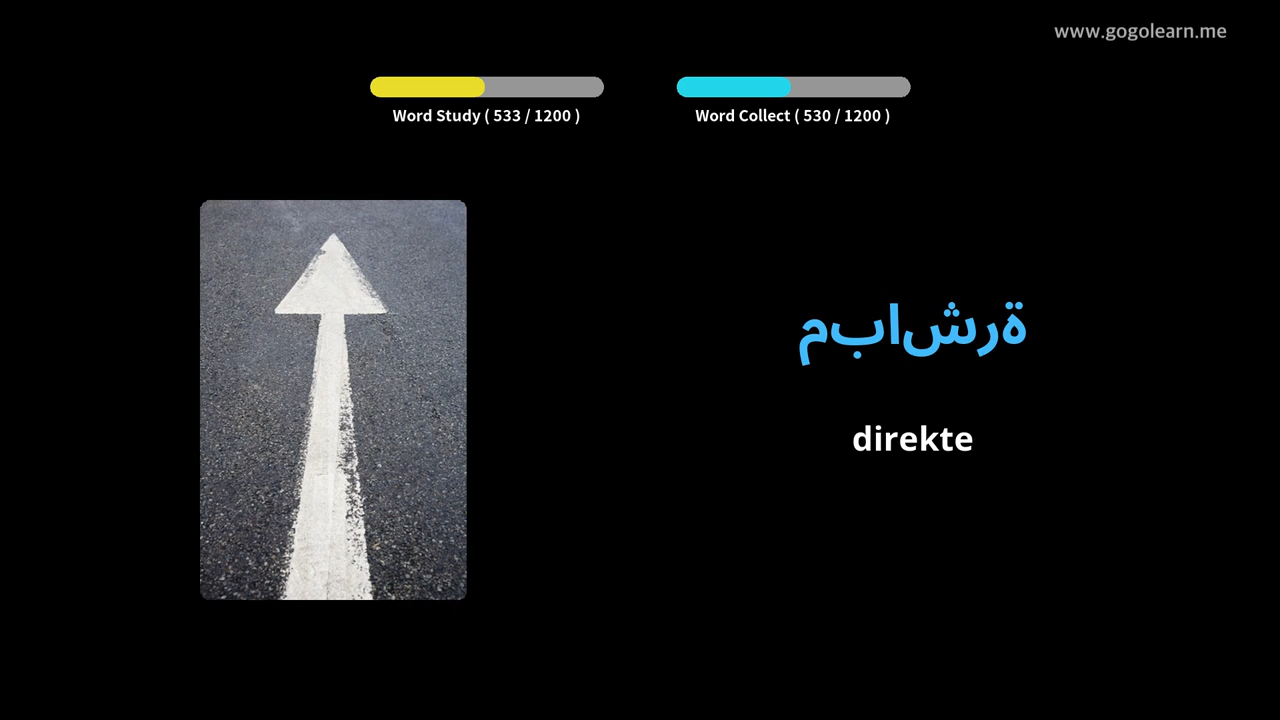 www.gogolearn.me
Word Study ( 533 / 1200 )
Word Collect ( 530 / 1200 )
مباشرة
direkte